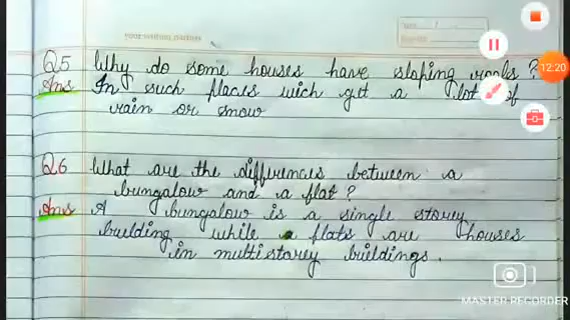 Q5 Why do some houses have sloping roofs?
Ans In such places wich get a lot of
rain or snow
Q6 What are the differences between a
bungalow and a flat?
Ans A bungalow is a single storey
building while a flats are houses
in multistorey buildings.
12:20
MASTER RECORDER